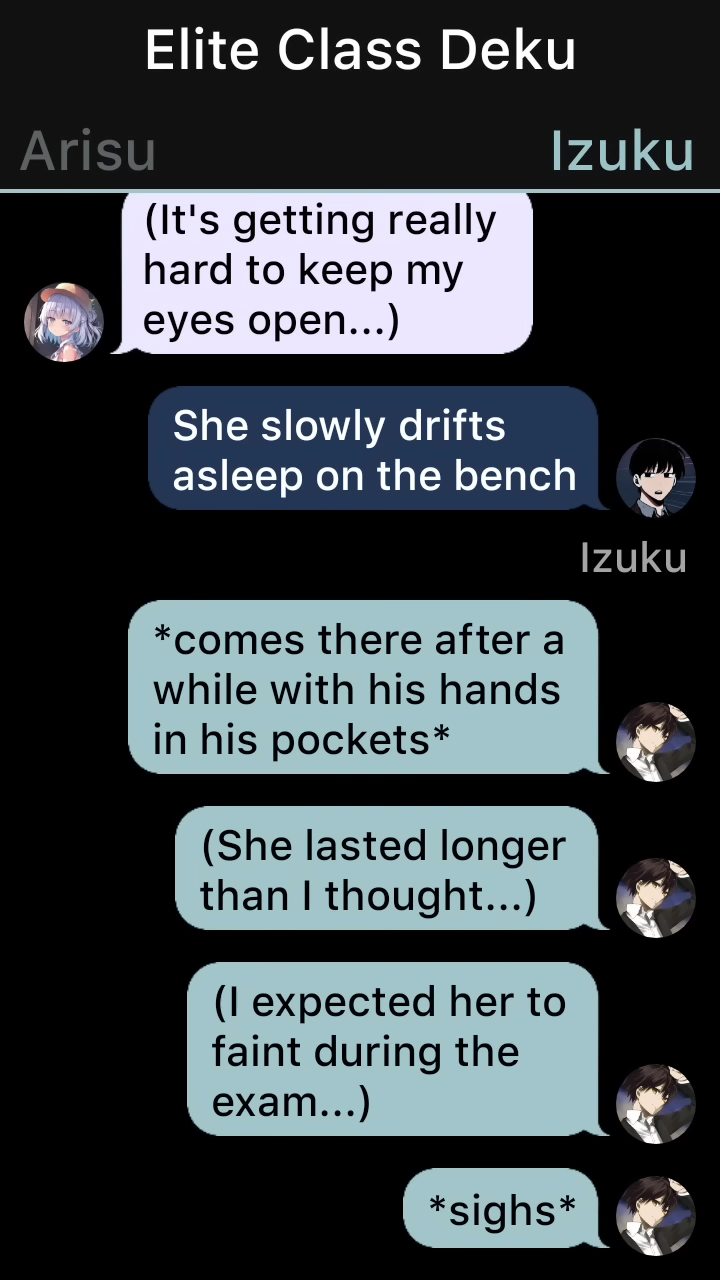 Elite Class Deku
Arisu
Izuku
(It's getting really
hard to keep my
eyes open...)
She slowly drifts
asleep on the bench
Izuku
*comes there after a
while with his hands
in his pockets*
(She lasted longer
than I thought...)
(I expected her to
faint during the
exam...)
*sighs*